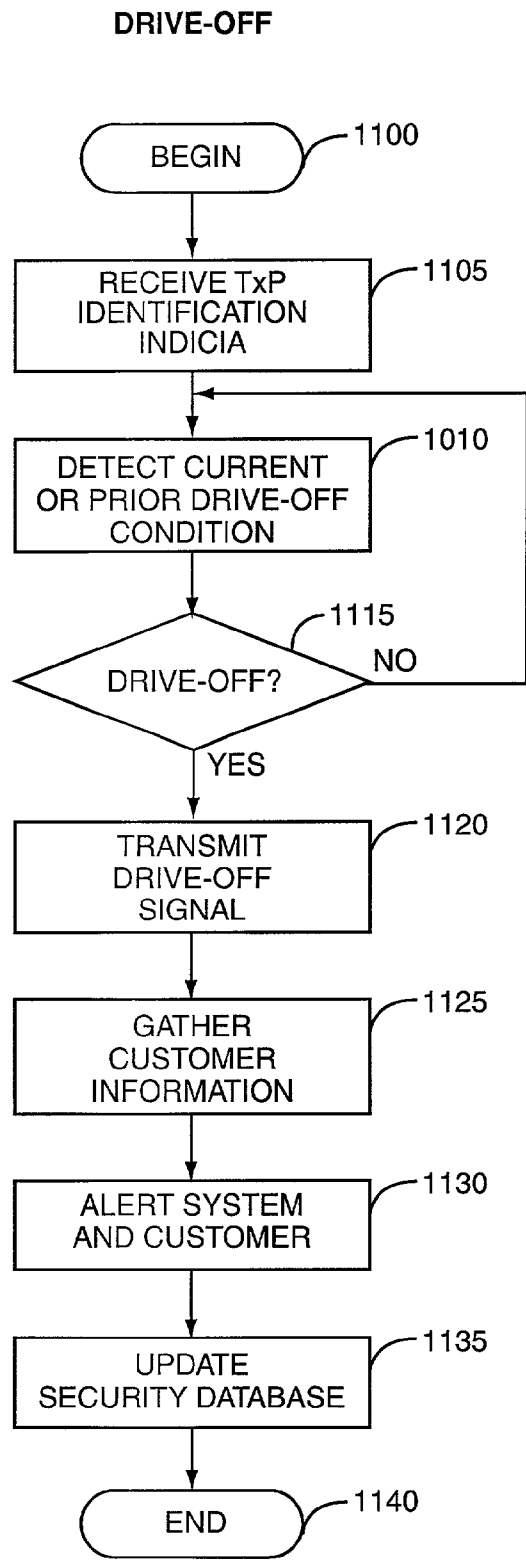 DRIVE-OFF
BEGIN
1100
1105
RECEIVE TxP
IDENTIFICATION
INDICIA
1010
DETECT CURRENT
OR PRIOR DRIVE-OFF
CONDITION
1115
DRIVE-OFF?
NO
YES
1120
TRANSMIT
DRIVE-OFF
SIGNAL
1125
GATHER
CUSTOMER
INFORMATION
1130
ALERT SYSTEM
AND CUSTOMER
1135
UPDATE
SECURITY DATABASE
1140
END